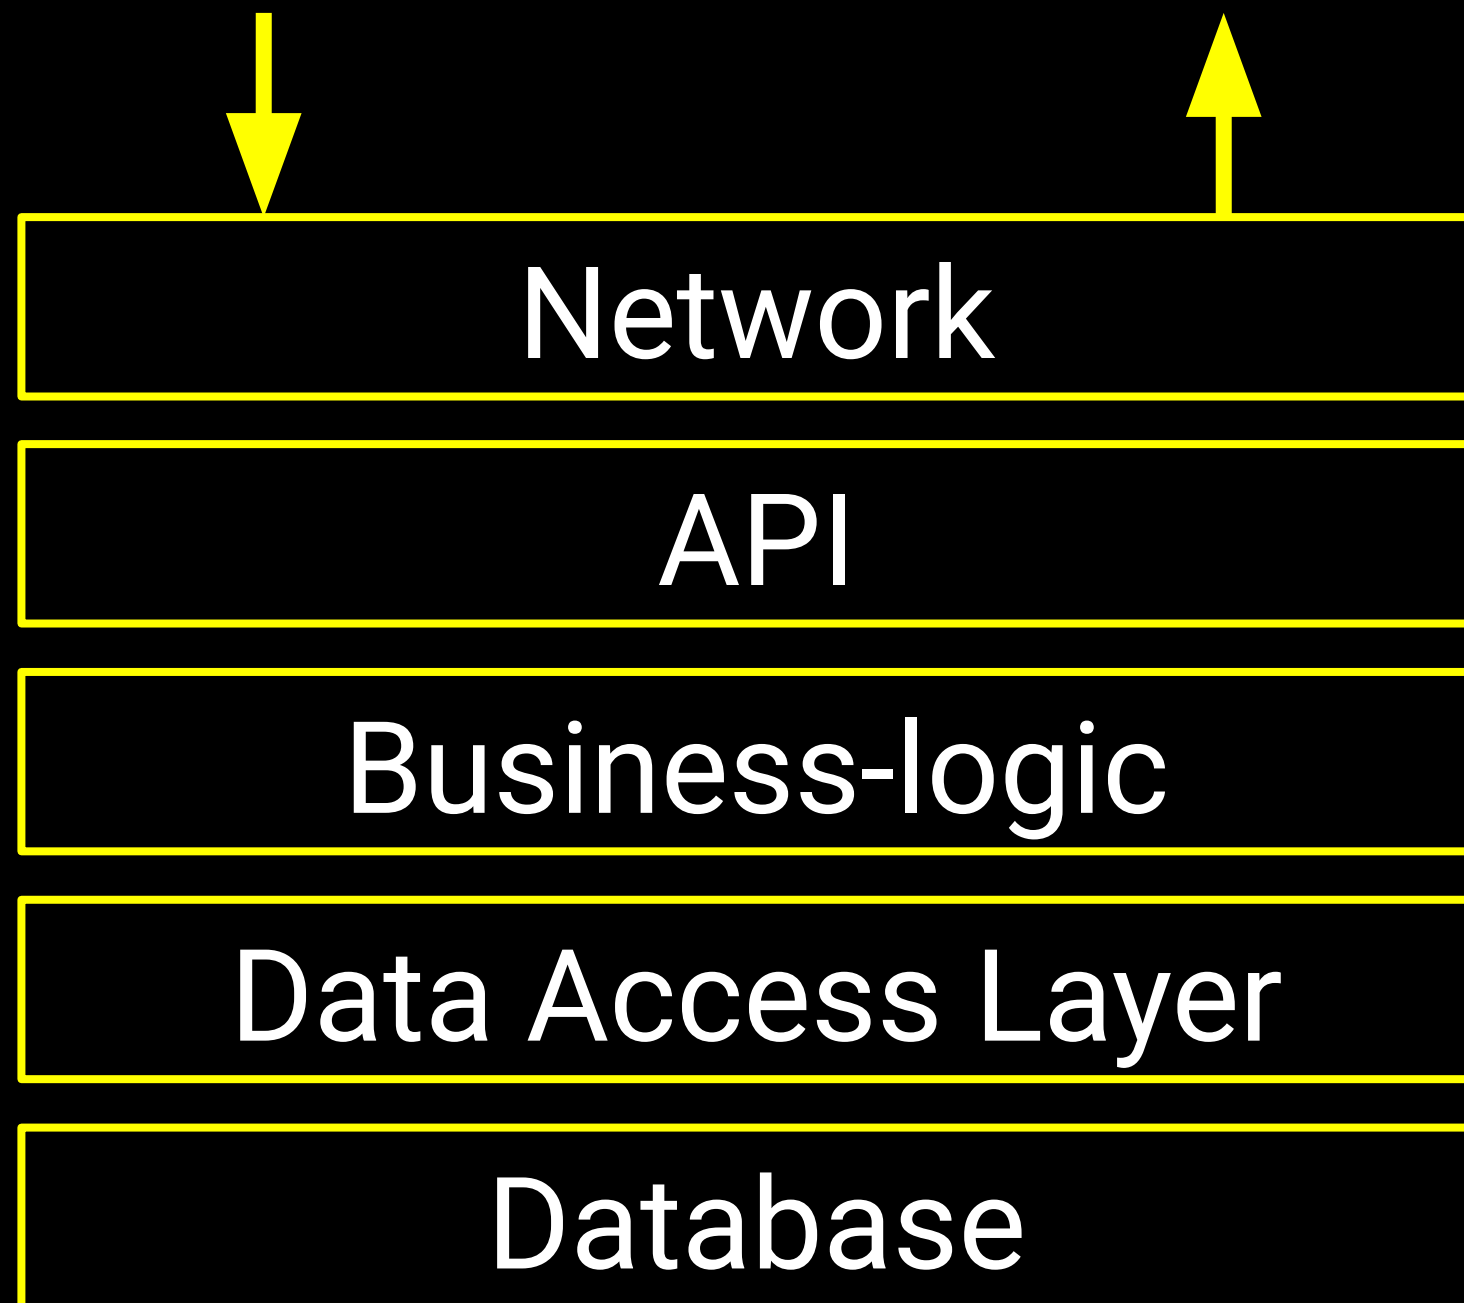 Network
API
Business-logic
Data Access Layer
Database